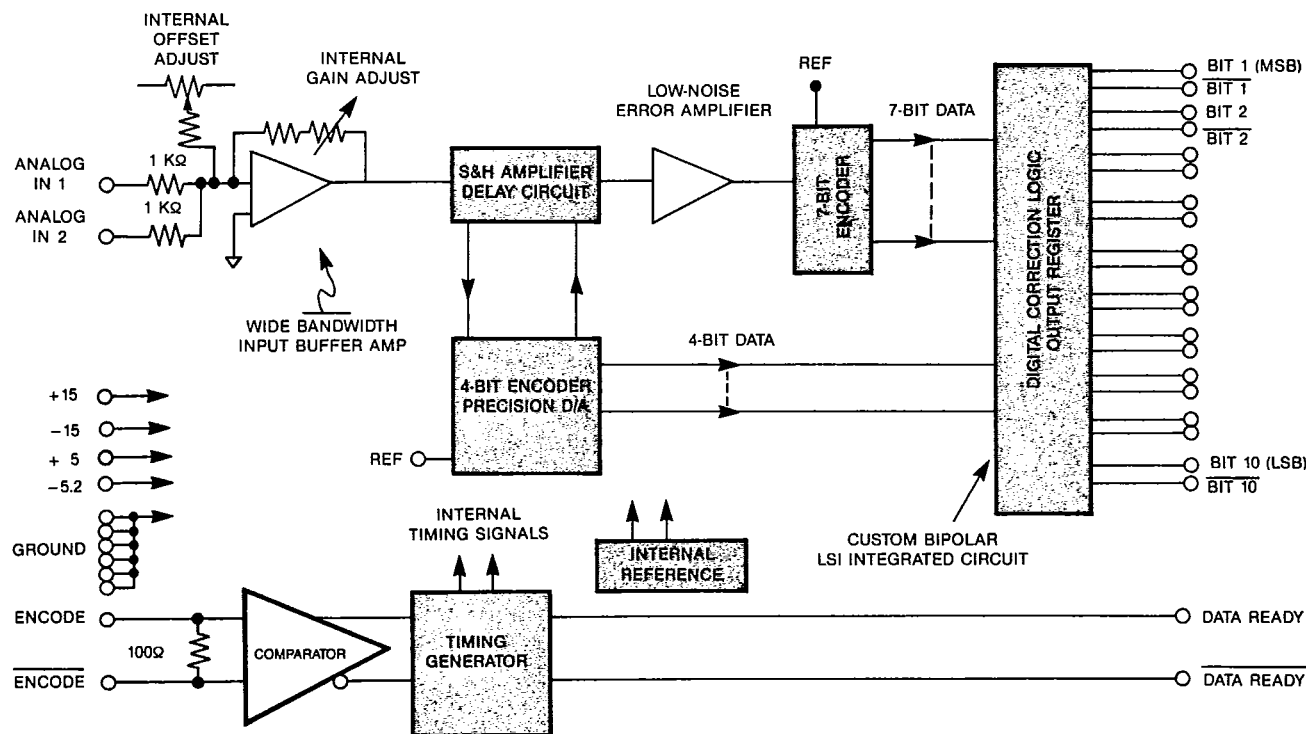 INTERNAL
OFFSET
ADJUST
INTERNAL
GAIN ADJUST
ANALOG
IN 1
1 KΩ
1 KΩ
ANALOG
IN 2
WIDE BANDWIDTH
INPUT BUFFER AMP
S&H AMPLIFIER
DELAY CIRCUIT
LOW-NOISE
ERROR AMPLIFIER
REF
7-BIT
ENCODER
7-BIT DATA
4-BIT ENCODER
PRECISION D/A
REF
4-BIT DATA
DIGITAL CORRECTION LOGIC
OUTPUT REGISTER
BIT 1 (MSB)
BIT 1
BIT 2
BIT 2
BIT 10 (LSB)
BIT 10
CUSTOM BIPOLAR
LSI INTEGRATED CIRCUIT
+15
-15
+ 5
-5.2
GROUND
INTERNAL
TIMING SIGNALS
INTERNAL
REFERENCE
ENCODE
100Ω
ENCODE
COMPARATOR
TIMING
GENERATOR
DATA READY
DATA READY